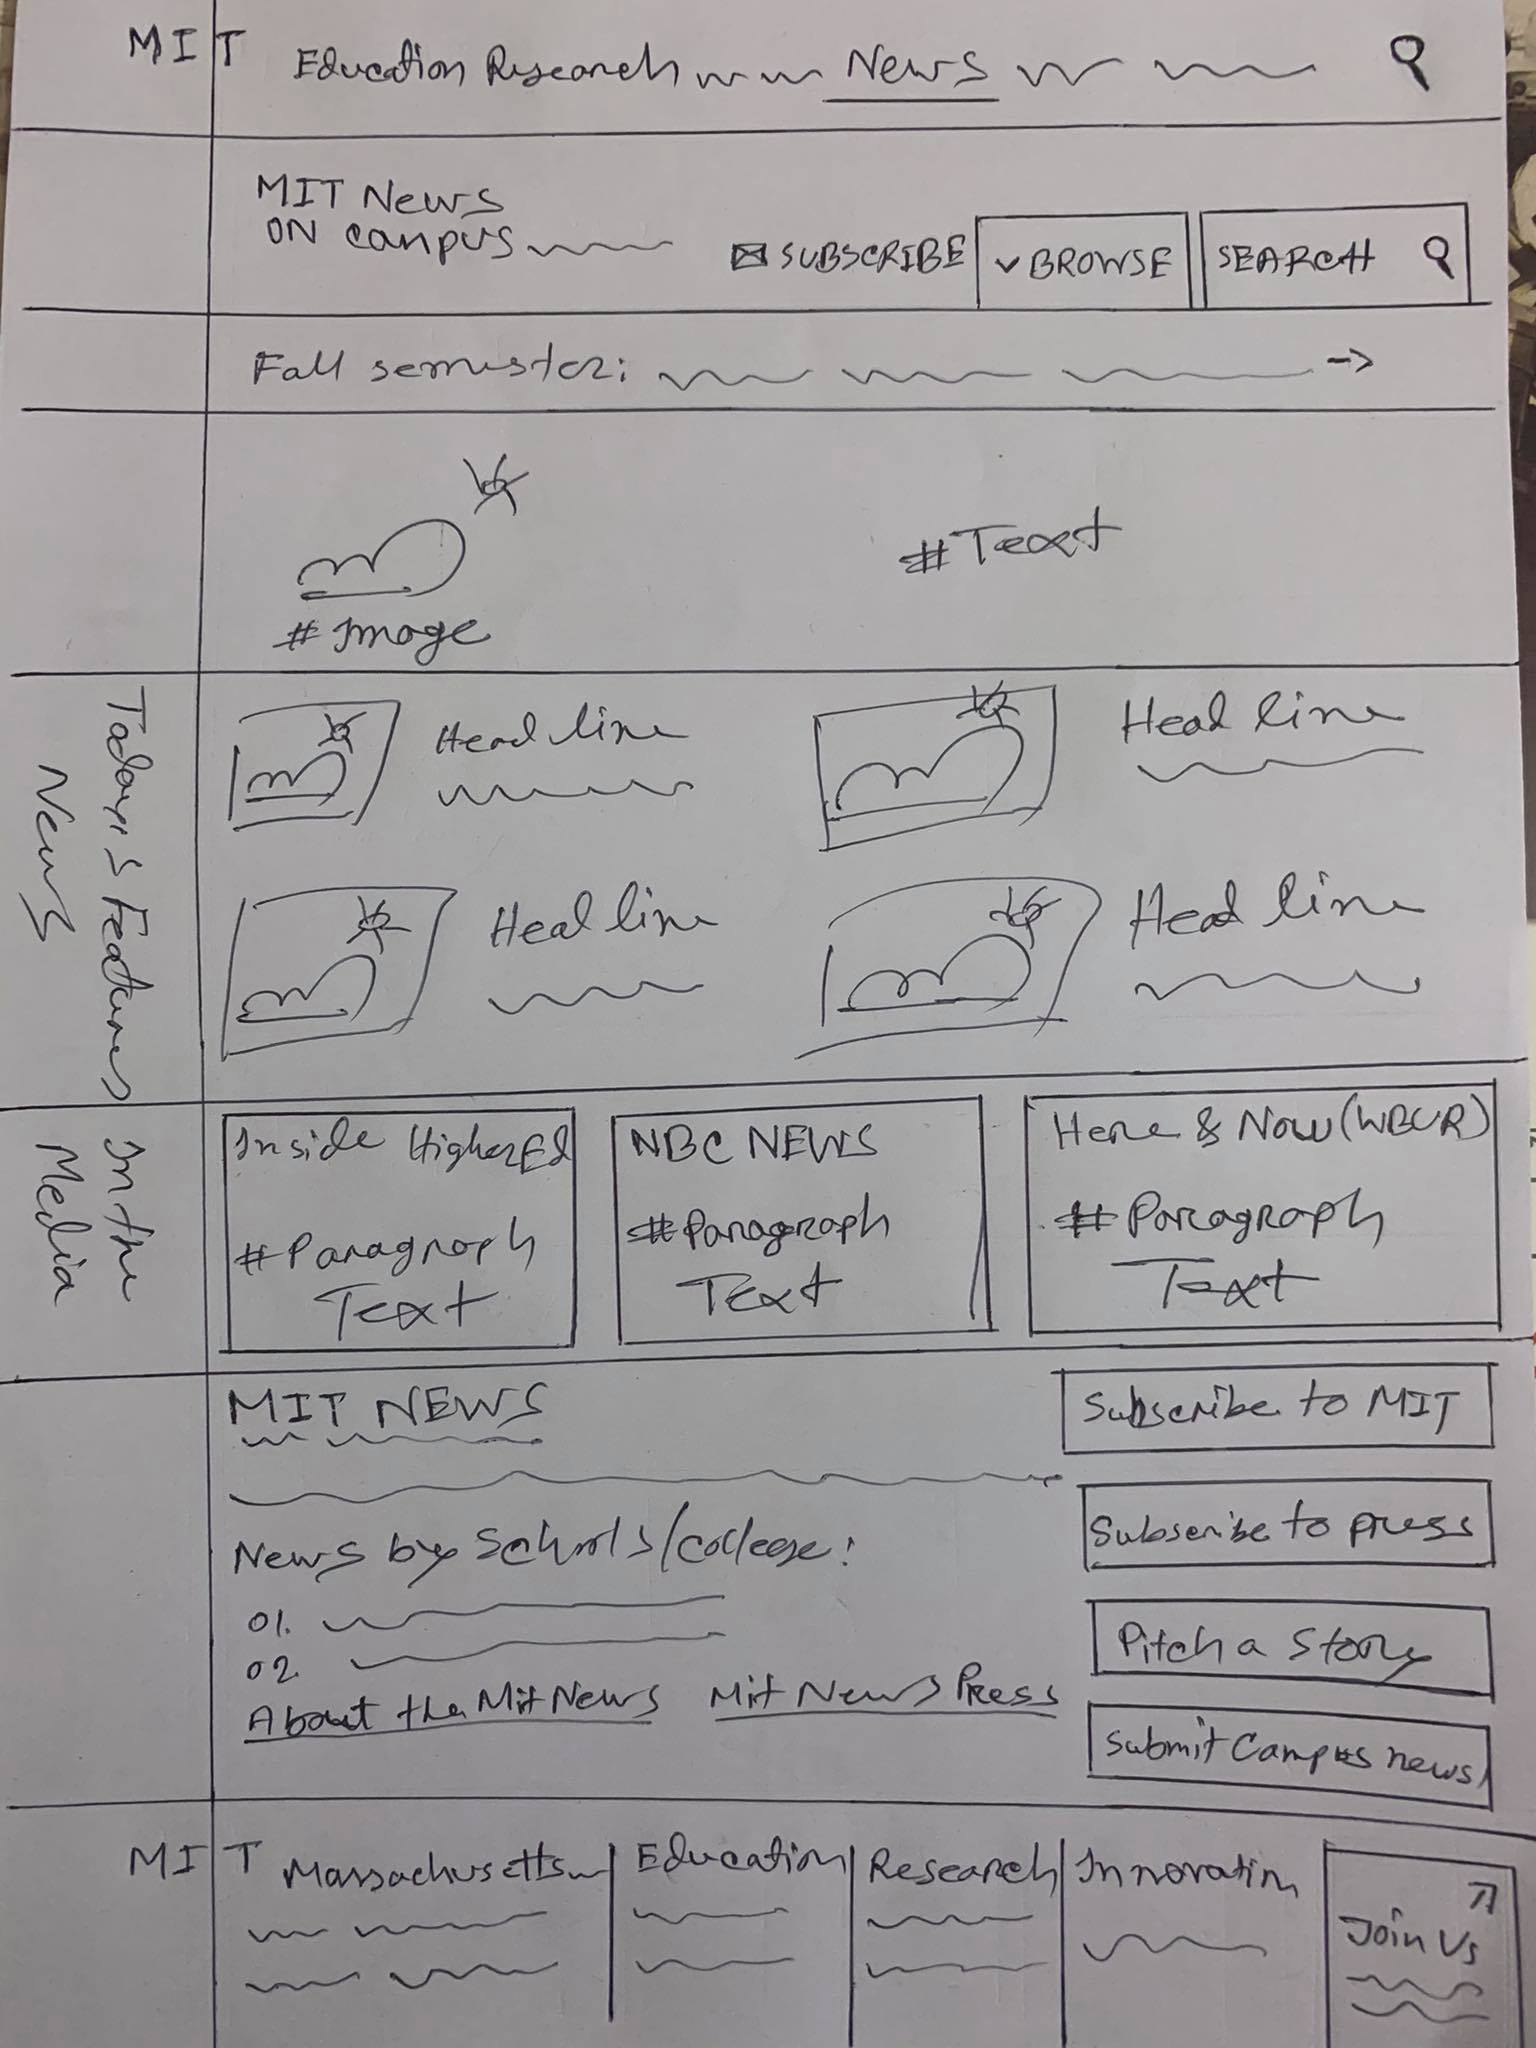 MIT Education Research News
MIT News
ON campus
SUBSCRIBE BROWSE SEARCH
Fall semester:
#Image
#Text
Today's Features
News
Head line
Head line
Head line
Head line
In the
Media
Inside HigherEd
#Paragraph
Text
NBC NEWS
#Paragraph
Text
Here & Now (WBUR)
#Paragraph
Text
MIT NEWS
News by Schools/college:
01.
02.
About the Mit News Mit News Press
Subscribe to MIT
Subscribe to press
Pitch a Story
Submit Campus news
MIT Massachusetts
Education
Research
Innovation
Join Us